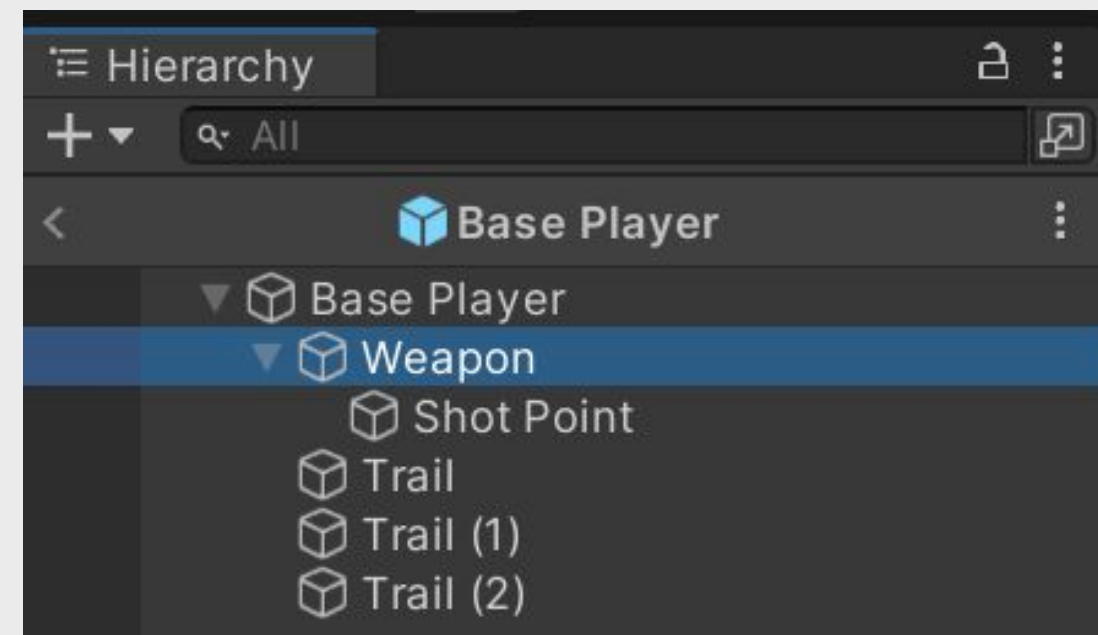 Hierarchy
All
Base Player
Base Player
Weapon
Shot Point
Trail
Trail (1)
Trail (2)